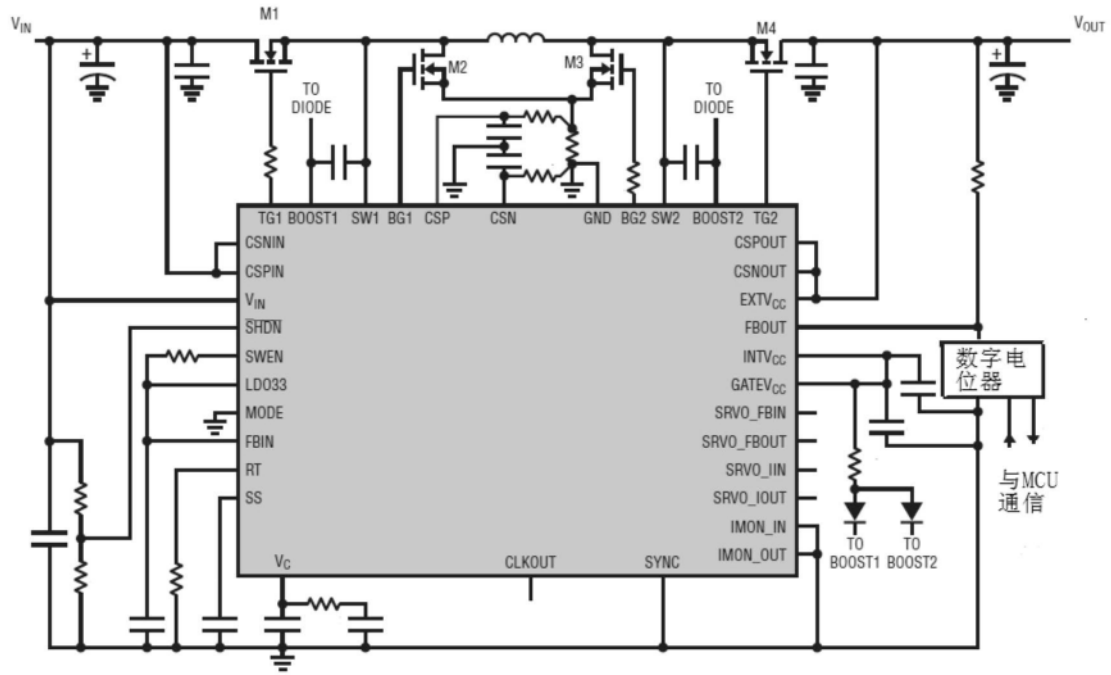 M1
M4
VIN
VOUT
+
+
M2
M3
TO
DIODE
TO
DIODE
TG1 BOOST1 SW1 BG1 CSP CSN GND BG2 SW2 BOOST2 TG2
CSNIN
CSPIN
VIN
SHDN
SWEN
LDO33
MODE
FBIN
RT
SS
CSPOUT
CSNOUT
EXTVCC
FBOUT
INTVCC
GATEVCC
SRVO_FBIN
SRVO_FBOUT
SRVO_IIN
SRVO_IOUT
IMON_IN
IMON_OUT
VC CLKOUT SYNC
数字电
位器
与MCU
通信
TO
BOOST1
TO
BOOST2